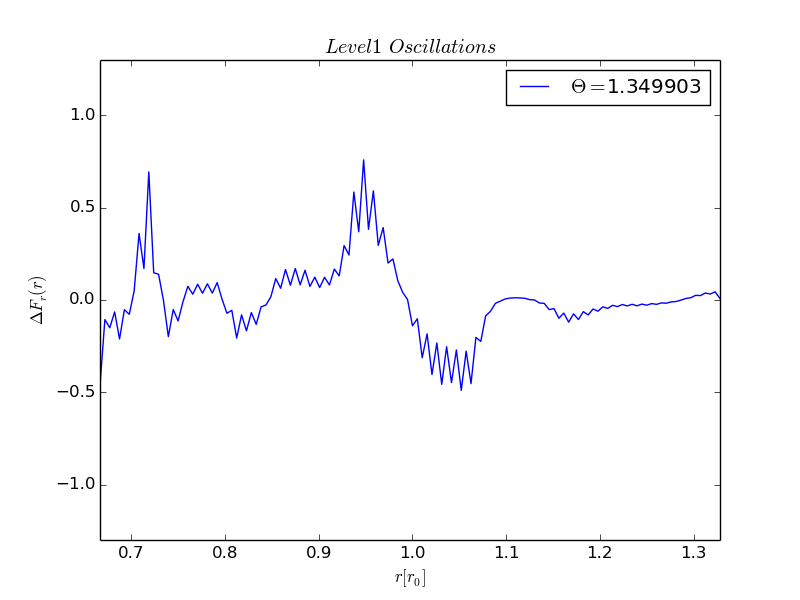 Level1 Oscillations
Θ = 1.349903
1.0
0.5
0.0
−0.5
−1.0
ΔF_r(r)
0.7 0.8 0.9 1.0 1.1 1.2 1.3
r[r_0]